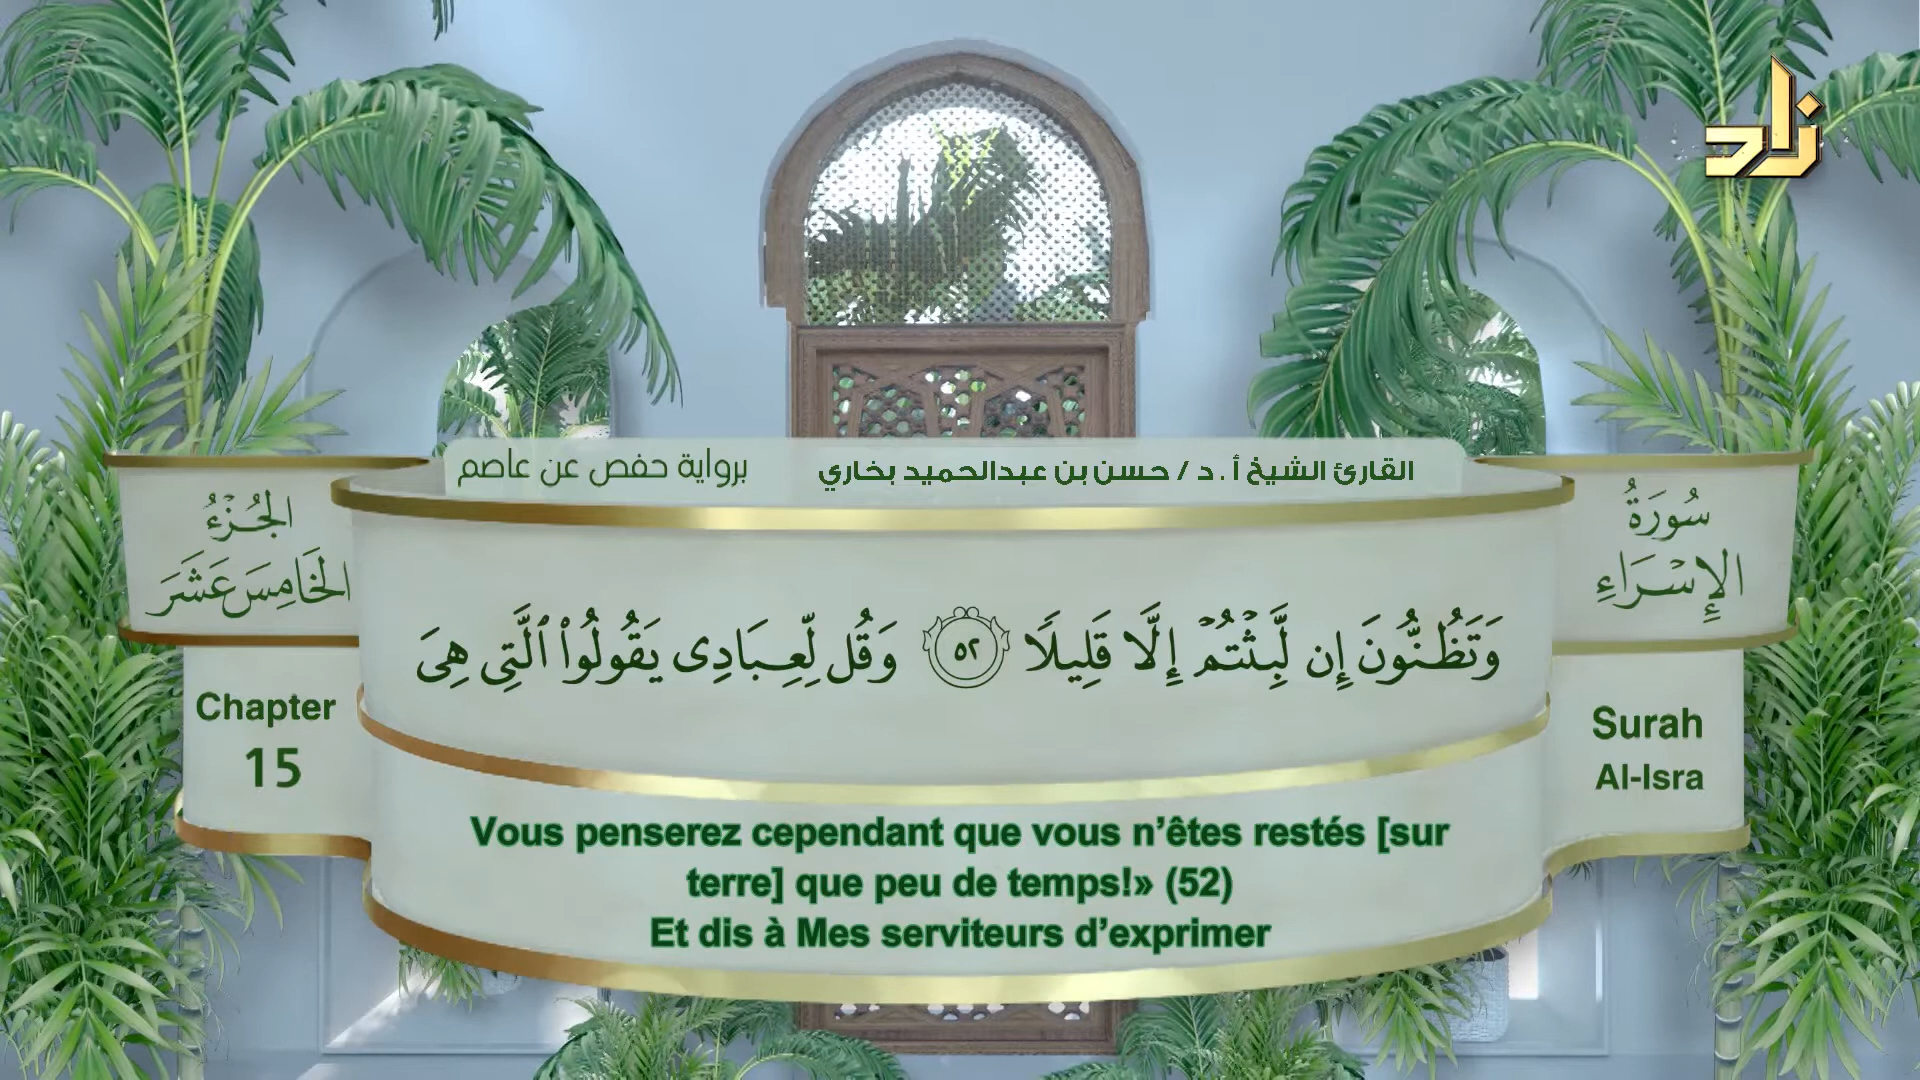 زاد
القارئ الشيخ أ . د / حسن بن عبدالحميد بخاري
برواية حفص عن عاصم
سُورَةُ
الإِسْرَاءِ
الجُزْءُ
الخَامِسَ عَشَرَ
وَتَظُنُّونَ إِن لَّبِثْتُمْ إِلَّا قَلِيلًا ٥٢ وَقُل لِّعِبَادِى يَقُولُوا۟ ٱلَّتِى هِىَ
Chapter
15
Surah
Al-Isra
Vous penserez cependant que vous n’êtes restés [sur
terre] que peu de temps!» (52)
Et dis à Mes serviteurs d’exprimer